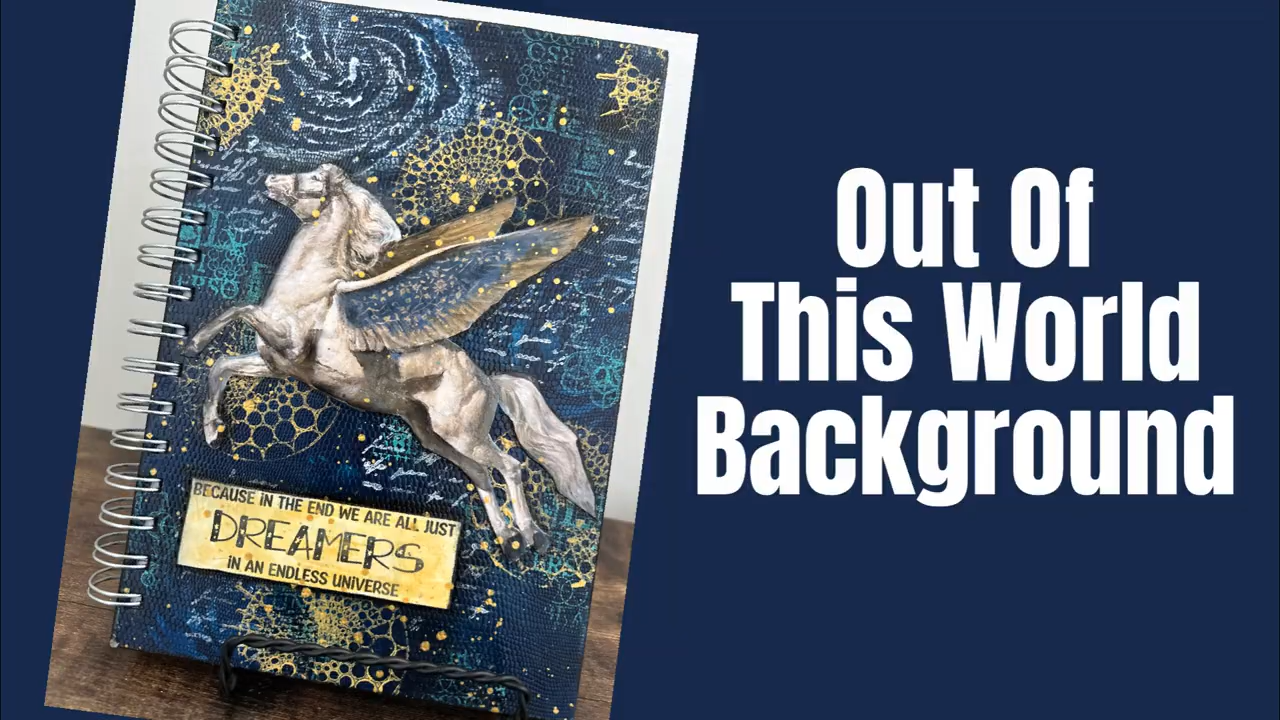 BECAUSE iN THE END WE ARE ALL JUST
DREAMERS
iN AN ENDLESS UNiVERSE
Out Of
This World
Background